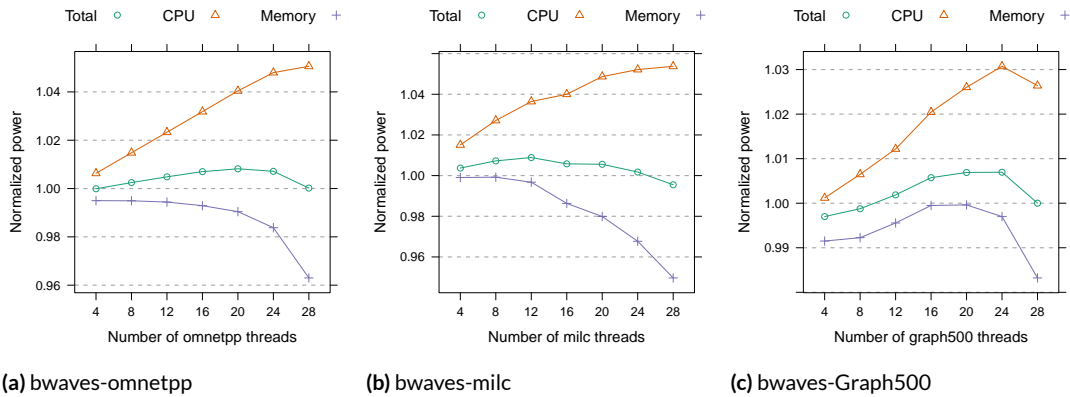 Total CPU Memory
Normalized power
1.04
1.02
1.00
0.98
0.96
4 8 12 16 20 24 28
Number of omnetpp threads
(a) bwaves-omnetpp
Total CPU Memory
Normalized power
1.04
1.02
1.00
0.98
0.96
4 8 12 16 20 24 28
Number of milc threads
(b) bwaves-milc
Total CPU Memory
Normalized power
1.03
1.02
1.01
1.00
0.99
4 8 12 16 20 24 28
Number of graph500 threads
(c) bwaves-Graph500